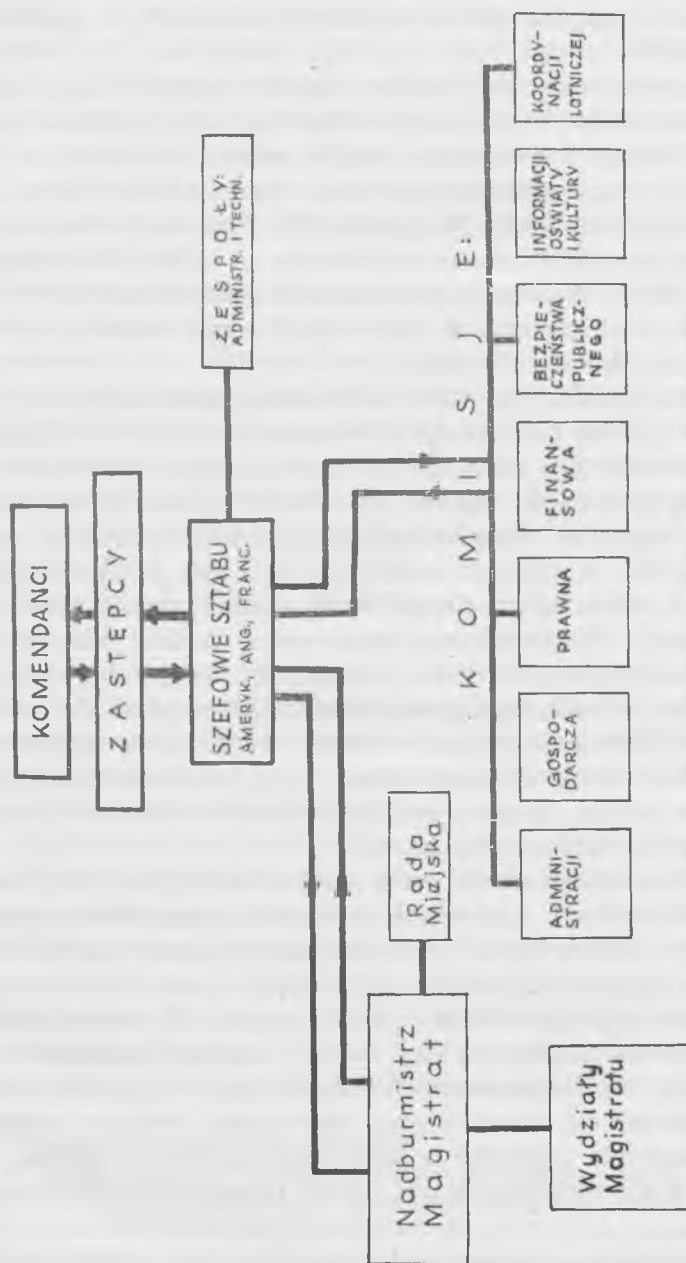 KOMENDANCI
ZASTĘPCY
SZEFOWIE SZTABU
AMERYK., ANG., FRANC.
ZESPOŁY:
ADMINISTR. I TECHN.
Nadburmistrz
Magistrat
Rada
Miejska
Wydziały
Magistratu
KOMISJE:
ADMINI-
STRACJI
GOSPO-
DARCZA
PRAWNA
FINAN-
SOWA
BEZPIE-
CZEŃSTWA
PUBLICZ-
NEGO
INFORMACJI
OŚWIATY
I KULTURY
KOORDY-
NACJI
LOTNICZEJ